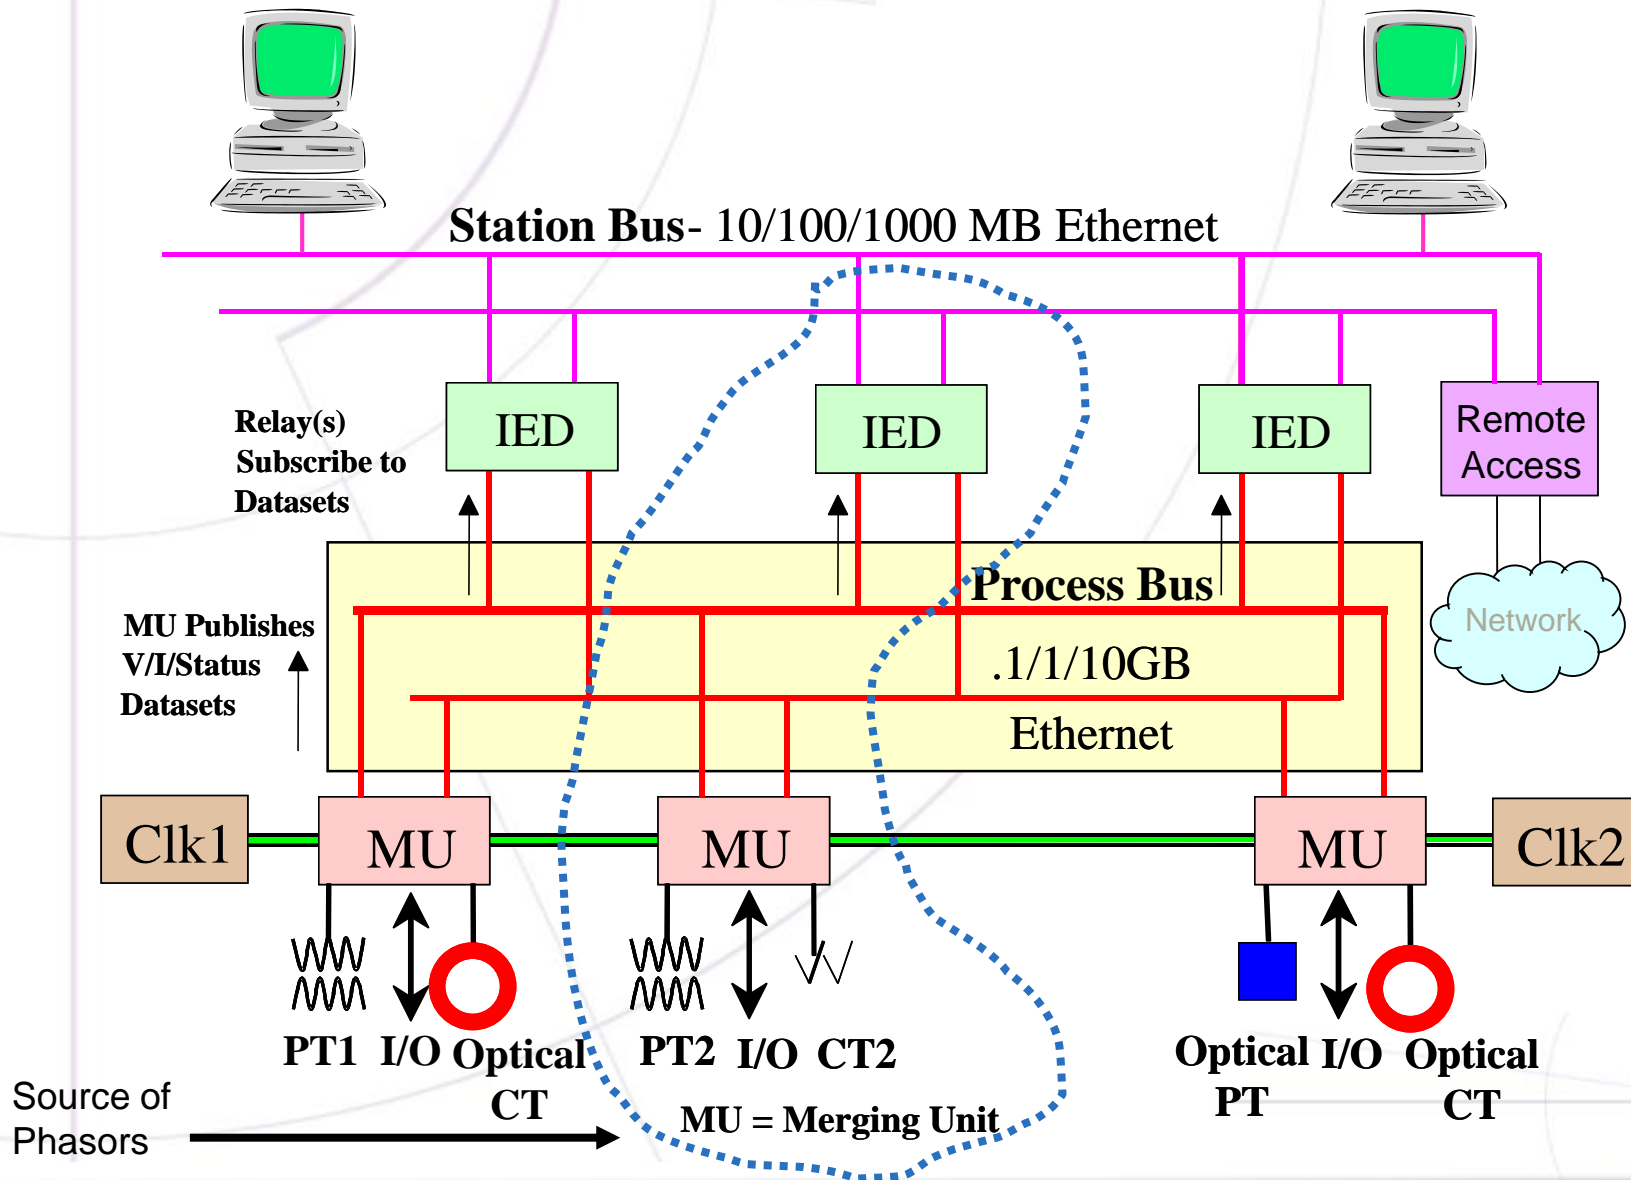 Station Bus- 10/100/1000 MB Ethernet
Relay(s)
Subscribe to
Datasets
IED
IED
IED
Remote
Access
Process Bus
.1/1/10GB
Ethernet
Network
MU Publishes
V/I/Status
Datasets
Clk1
MU
MU
MU
Clk2
PT1
I/O
Optical
CT
PT2
I/O
CT2
Optical
PT
I/O
Optical
CT
Source of
Phasors
MU = Merging Unit